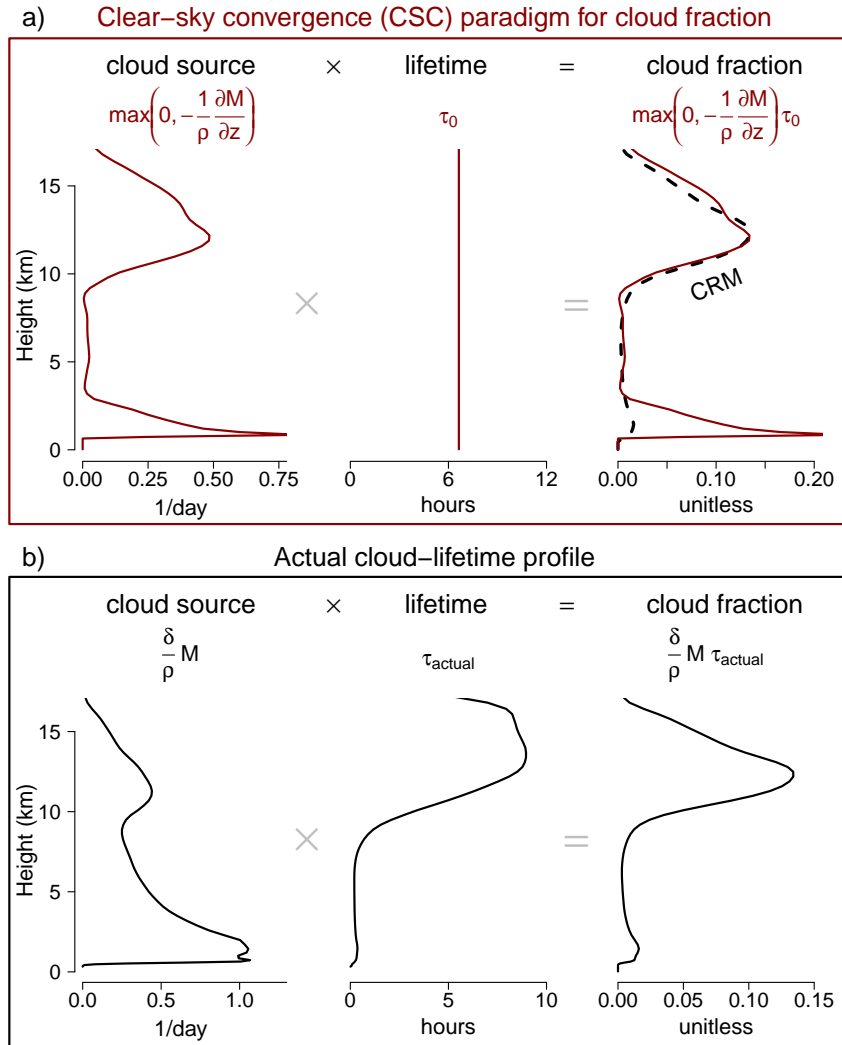 a) Clear−sky convergence (CSC) paradigm for cloud fraction
cloud source × lifetime = cloud fraction
max(0, −1/ρ ∂M/∂z) τ0 max(0, −1/ρ ∂M/∂z) τ0
Height (km)
15
10
5
0
×
=
CRM
0.00 0.25 0.50 0.75
1/day
0 6 12
hours
0.00 0.10 0.20
unitless
b) Actual cloud−lifetime profile
cloud source × lifetime = cloud fraction
δ/ρ M τactual δ/ρ M τactual
Height (km)
15
10
5
0
×
=
0.0 0.5 1.0
1/day
0 5 10
hours
0.00 0.05 0.10 0.15
unitless